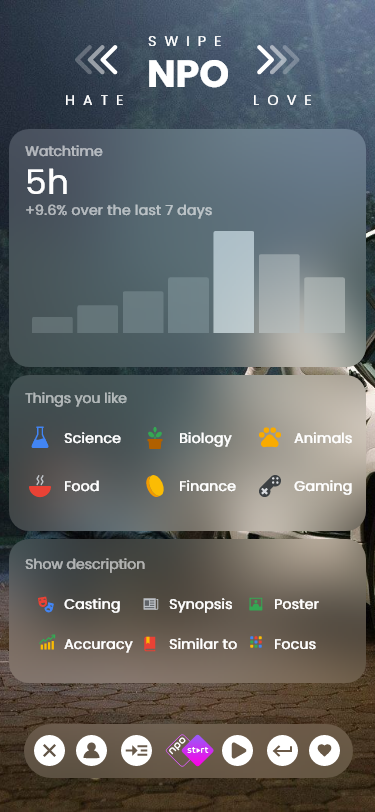 SWIPE
NPO
HATE LOVE
Watchtime
5h
+9.6% over the last 7 days
Things you like
Science Biology Animals
Food Finance Gaming
Show description
Casting Synopsis Poster
Accuracy Similar to Focus
npo start